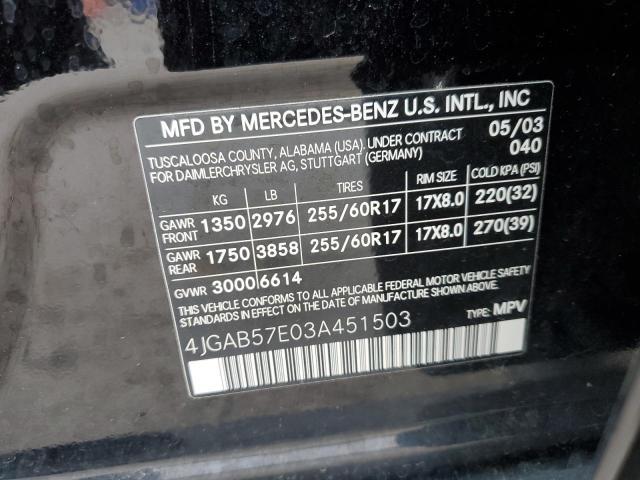 MFD BY MERCEDES-BENZ U.S. INTL., INC
TUSCALOOSA COUNTY, ALABAMA (USA). UNDER CONTRACT 05/03
FOR DAIMLERCHRYSLER AG, STUTTGART (GERMANY) 040
KG LB TIRES RIM SIZE COLD KPA (PSI)
GAWR FRONT 1350 2976 255/60R17 17X8.0 220(32)
GAWR REAR 1750 3858 255/60R17 17X8.0 270(39)
GVWR 3000 6614
THIS VEHICLE CONFORMS TO ALL APPLICABLE FEDERAL MOTOR VEHICLE SAFETY
STANDARDS IN EFFECT ON THE DATE OF MANUFACTURE SHOWN ABOVE.
4JGAB57E03A451503 TYPE: MPV